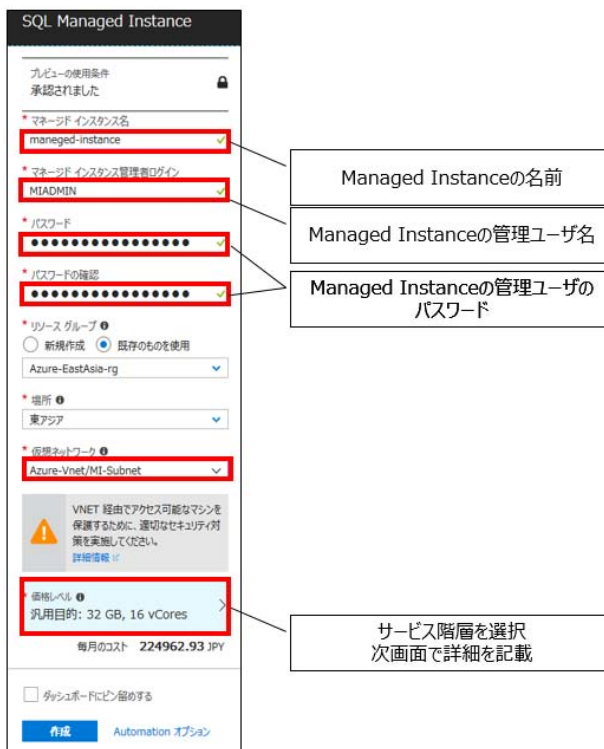 SQL Managed Instance
プレビューの使用条件
承認されました
* マネージド インスタンス名
maneged-instance
* マネージド インスタンス管理者ログイン
MIADMIN
* パスワード
●●●●●●●●●●●●●●●●
* パスワードの確認
●●●●●●●●●●●●●●●●
* リソース グループ
新規作成 既存のものを使用
Azure-EastAsia-rg
* 場所
東アジア
* 仮想ネットワーク
Azure-Vnet/MI-Subnet
VNET 経由でアクセス可能なマシンを
保護するために、適切なセキュリティ対
策を実施してください。
詳細情報
* 価格レベル
汎用目的: 32 GB, 16 vCores
毎月のコスト 224962.93 JPY
ダッシュボードにピン留めする
作成 Automation オプション
Managed Instanceの名前
Managed Instanceの管理ユーザ名
Managed Instanceの管理ユーザの
パスワード
サービス階層を選択
次画面で詳細を記載